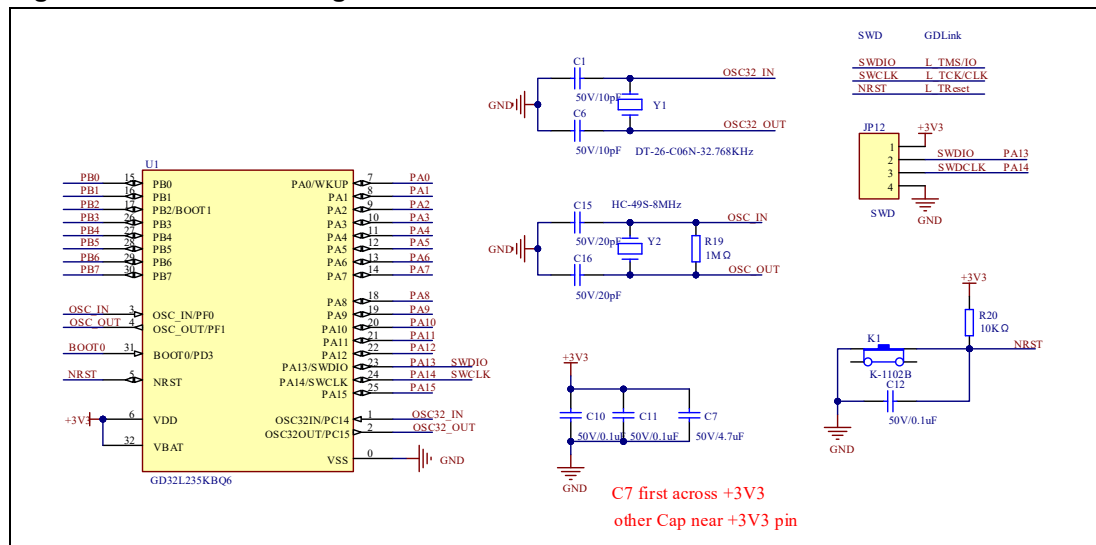 SWD GDLink
SWDIO L_TMS/IO
SWCLK L_TCK/CLK
NRST L_TReset
C1
OSC32_IN
50V/10pF
GND
Y1
C6
OSC32_OUT
50V/10pF
DT-26-C06N-32.768KHz
JP12
+3V3
1
2 SWDIO PA13
3 SWDCLK PA14
4
SWD
GND
C15 HC-49S-8MHz
OSC_IN
50V/20pF
GND
Y2
R19
1MΩ
C16
OSC_OUT
50V/20pF
U1
PB0 15 PB0 PA0/WKUP 7 PA0
PB1 16 PB1 PA1 8 PA1
PB2 17 PB2/BOOT1 PA2 9 PA2
PB3 26 PB3 PA3 10 PA3
PB4 27 PB4 PA4 11 PA4
PB5 28 PB5 PA5 12 PA5
PB6 29 PB6 PA6 13 PA6
PB7 30 PB7 PA7 14 PA7
PA8 18 PA8
OSC_IN 3 OSC_IN/PF0 PA9 19 PA9
OSC_OUT 4 OSC_OUT/PF1 PA10 20 PA10
PA11 21 PA11
BOOT0 31 BOOT0/PD3 PA12 22 PA12
PA13/SWDIO 23 PA13 SWDIO
NRST 5 NRST PA14/SWCLK 24 PA14 SWCLK
PA15 25 PA15
+3V3 6 VDD OSC32IN/PC14 1 OSC32_IN
OSC32OUT/PC15 2 OSC32_OUT
32 VBAT
VSS 0 GND
GD32L235KBQ6
+3V3
C10 C11 C7
50V/0.1uF 50V/0.1uF 50V/4.7uF
GND
+3V3
R20
10KΩ
K1
NRST
K-1102B
C12
50V/0.1uF
GND
C7 first across +3V3
other Cap near +3V3 pin